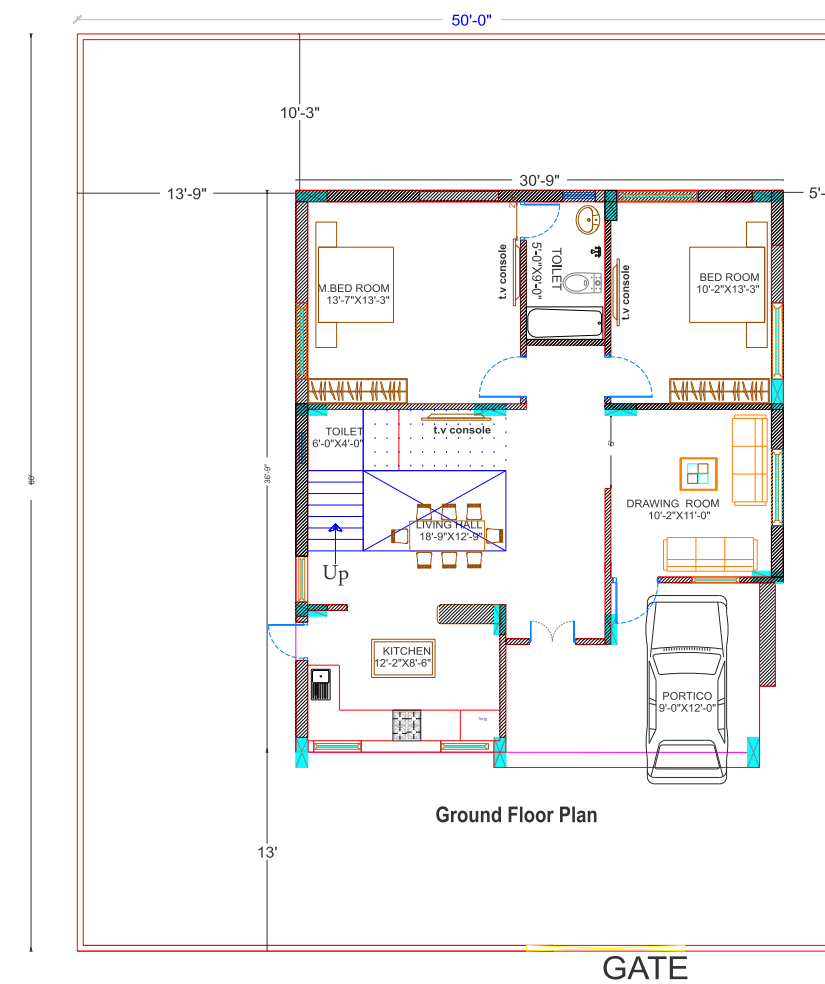 50'-0"
10'-3"
30'-9"
13'-9"
5'-
TOILET
5'-0"X9'-0"
t.v console
t.v console
M.BED ROOM
13'-7"X13'-3"
BED ROOM
10'-2"X13'-3"
TOILET
6'-0"X4'-0"
t.v console
36'-9"
60'
DRAWING ROOM
10'-2"X11'-0"
LIVING HALL
18'-9"X12'-9"
Up
KITCHEN
12'-2"X8'-6"
PORTICO
9'-0"X12'-0"
Ground Floor Plan
13'
GATE